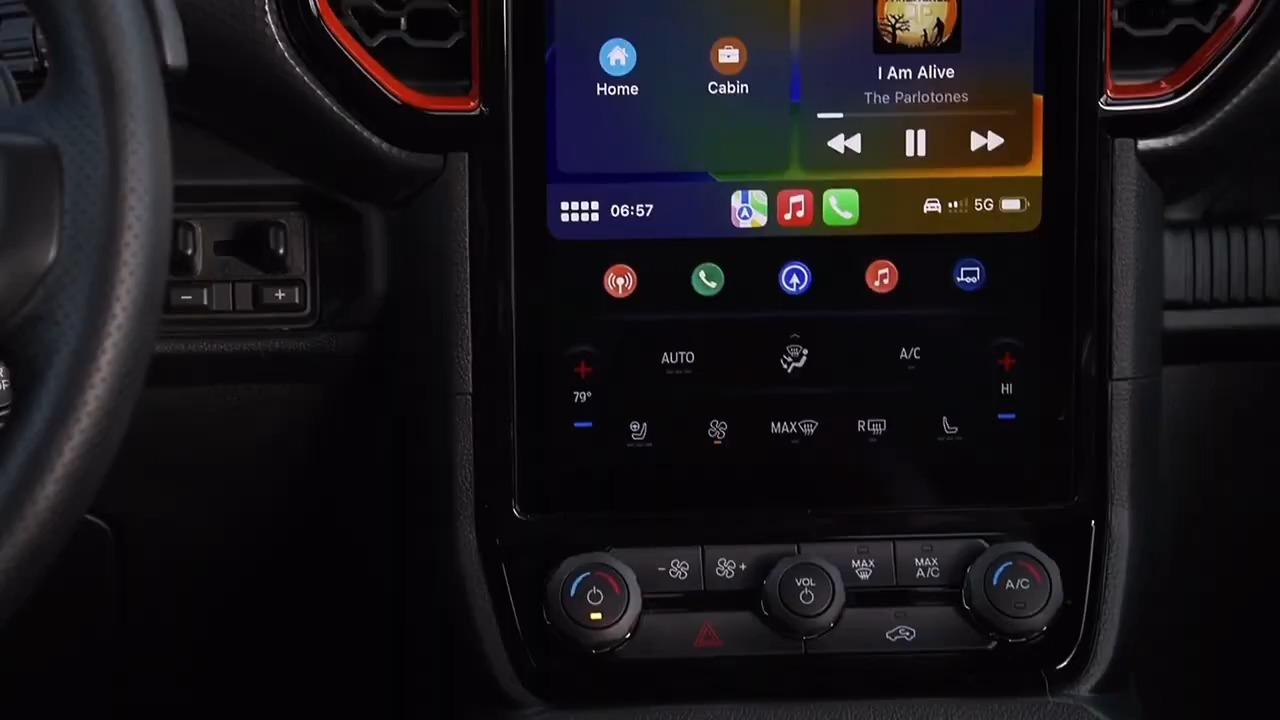 I Am Alive
The Parlotones
Home
Cabin
06:57
5G
AUTO
A/C
79°
HI
MAX
R
- +
VOL
MAX
MAX
A/C
A/C
- +